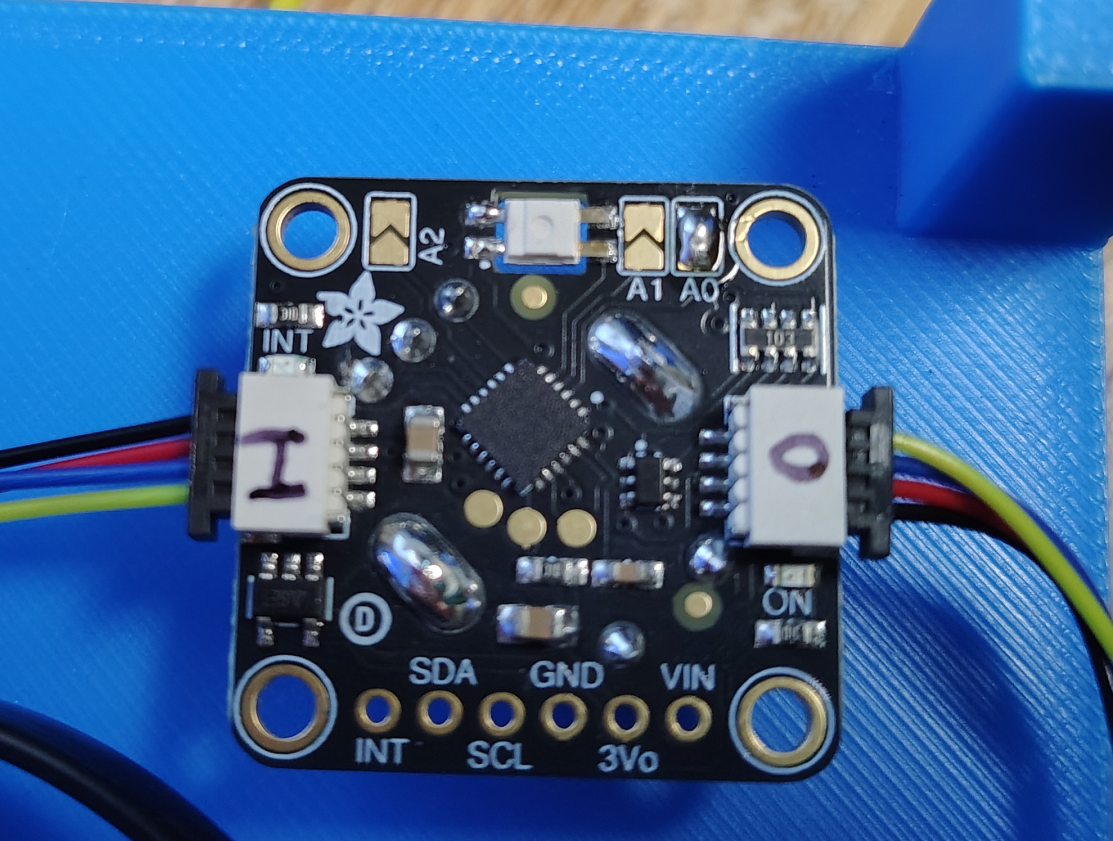 A2
A1 A0
INT
103
H
O
D
ON
SDA GND VIN
INT SCL 3Vo